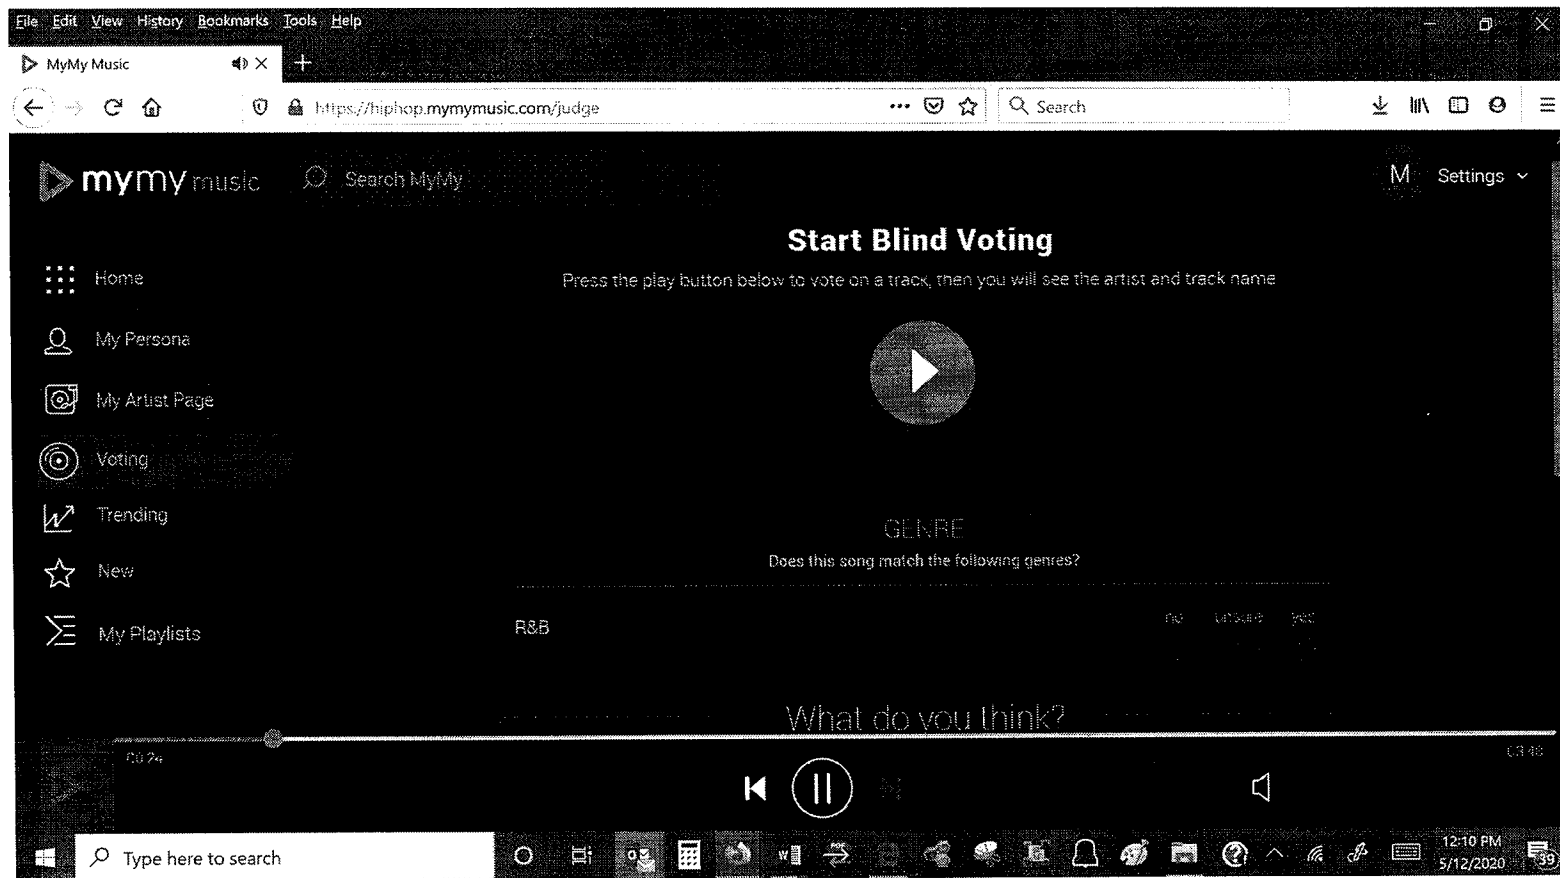 File Edit View History Bookmarks Tools Help
MyMy Music
https://hiphop.mymymusic.com/judge
Search
mymy music
Search MyMy
M Settings
Start Blind Voting
Press the play button below to vote on a track, then you will see the artist and track name
Home
My Persona
My Artist Page
Voting
Trending
New
My Playlists
GENRE
Does this song match the following genres?
R&B
no unsure yes
What do you think?
00:24
Type here to search
12:10 PM
5/12/2020
39